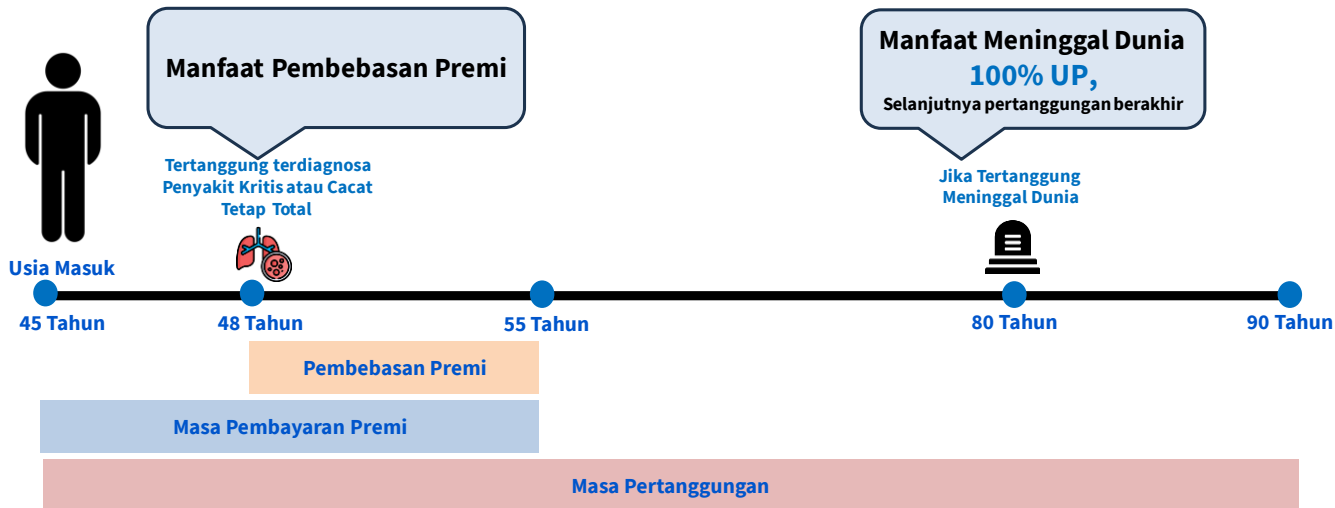 Manfaat Pembebasan Premi
Manfaat Meninggal Dunia
100% UP,
Selanjutnya pertanggungan berakhir
Tertanggung terdiagnosa
Penyakit Kritis atau Cacat
Tetap Total
Jika Tertanggung
Meninggal Dunia
Usia Masuk
45 Tahun
48 Tahun
55 Tahun
80 Tahun
90 Tahun
Pembebasan Premi
Masa Pembayaran Premi
Masa Pertanggungan